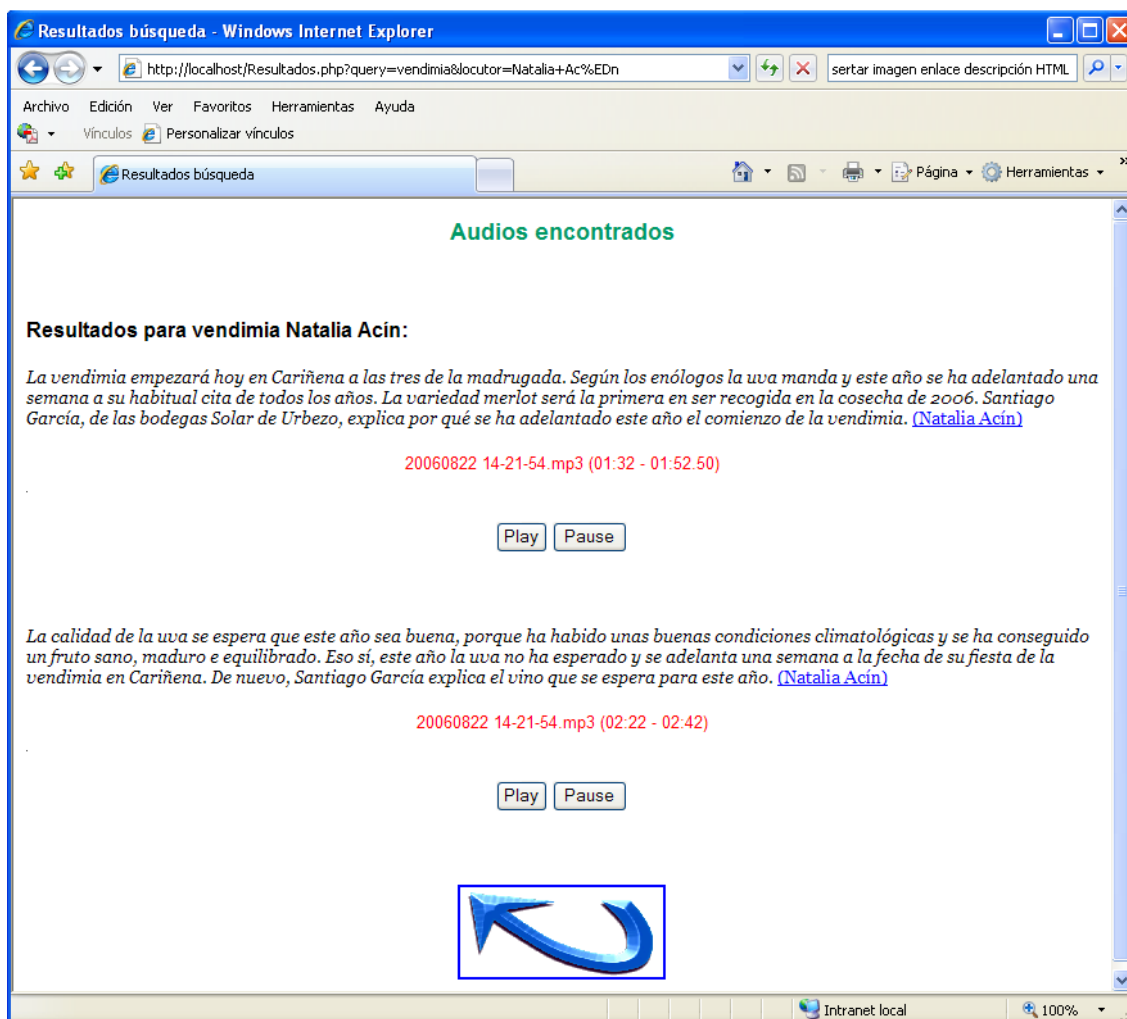 Resultados búsqueda - Windows Internet Explorer
http://localhost/Resultados.php?query=vendimia&locutor=Natalia+Ac%EDn
sertar imagen enlace descripción HTML
Archivo Edición Ver Favoritos Herramientas Ayuda
Vínculos Personalizar vínculos
Resultados búsqueda
Página Herramientas »
Audios encontrados
Resultados para vendimia Natalia Acín:
La vendimia empezará hoy en Cariñena a las tres de la madrugada. Según los enólogos la uva manda y este año se ha adelantado una
semana a su habitual cita de todos los años. La variedad merlot será la primera en ser recogida en la cosecha de 2006. Santiago
García, de las bodegas Solar de Urbezo, explica por qué se ha adelantado este año el comienzo de la vendimia. (Natalia Acín)
20060822 14-21-54.mp3 (01:32 - 01:52.50)
.
Play Pause
La calidad de la uva se espera que este año sea buena, porque ha habido unas buenas condiciones climatológicas y se ha conseguido
un fruto sano, maduro e equilibrado. Eso sí, este año la uva no ha esperado y se adelanta una semana a la fecha de su fiesta de la
vendimia en Cariñena. De nuevo, Santiago García explica el vino que se espera para este año. (Natalia Acín)
20060822 14-21-54.mp3 (02:22 - 02:42)
.
Play Pause
Intranet local 100%